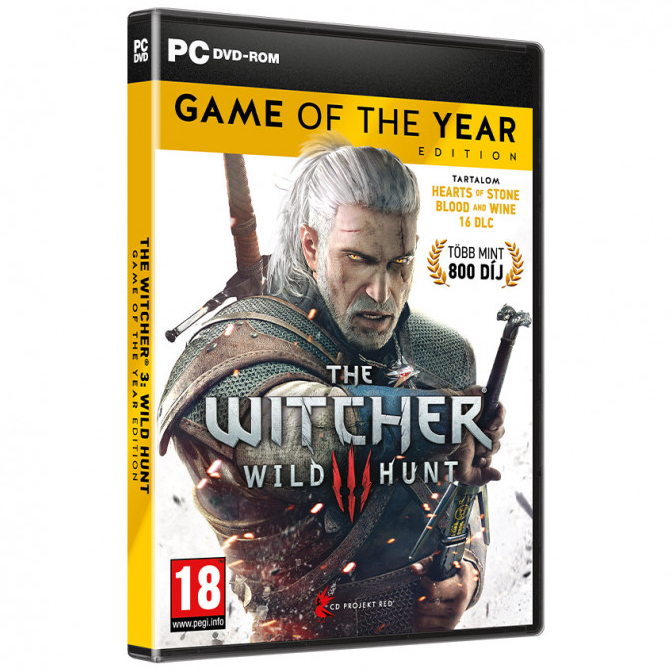 PC DVD-ROM
PC
DVD
GAME OF THE YEAR
EDITION
TARTALOM
HEARTS OF STONE
BLOOD AND WINE
16 DLC
TÖBB MINT
800 DÍJ
THE WITCHER® 3: WILD HUNT
GAME OF THE YEAR EDITION
THE
WITCHER®
WILD III HUNT
18
www.pegi.info
CD PROJEKT RED®